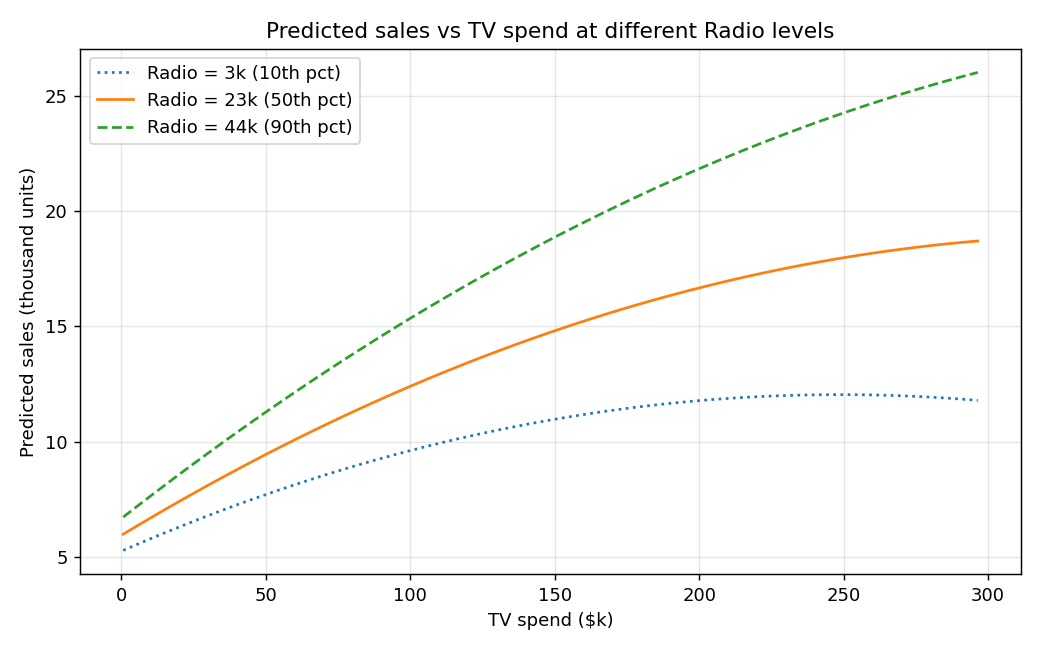 Predicted sales vs TV spend at different Radio levels
Radio = 3k (10th pct)
Radio = 23k (50th pct)
Radio = 44k (90th pct)
Predicted sales (thousand units)
25
20
15
10
5
0 50 100 150 200 250 300
TV spend ($k)